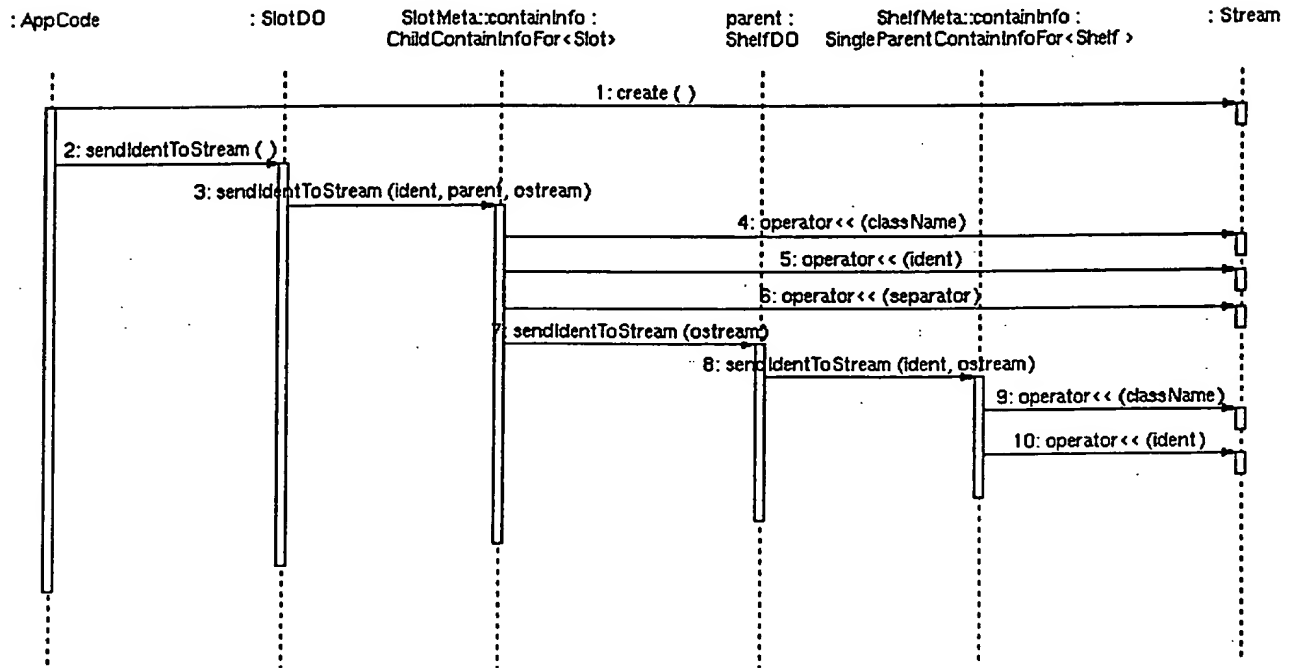 : AppCode
: SlotDO
SlotMeta::containInfo :
ChildContainInfoFor<Slot>
parent :
ShelfDO
ShelfMeta::containInfo :
SingleParentContainInfoFor<Shelf >
: Stream
1: create ( )
2: sendIdentToStream ( )
3: sendIdentToStream (ident, parent, ostream)
4: operator<< (className)
5: operator<< (ident)
6: operator<< (separator)
7: sendIdentToStream (ostream)
8: sendIdentToStream (ident, ostream)
9: operator<< (className)
10: operator<< (ident)